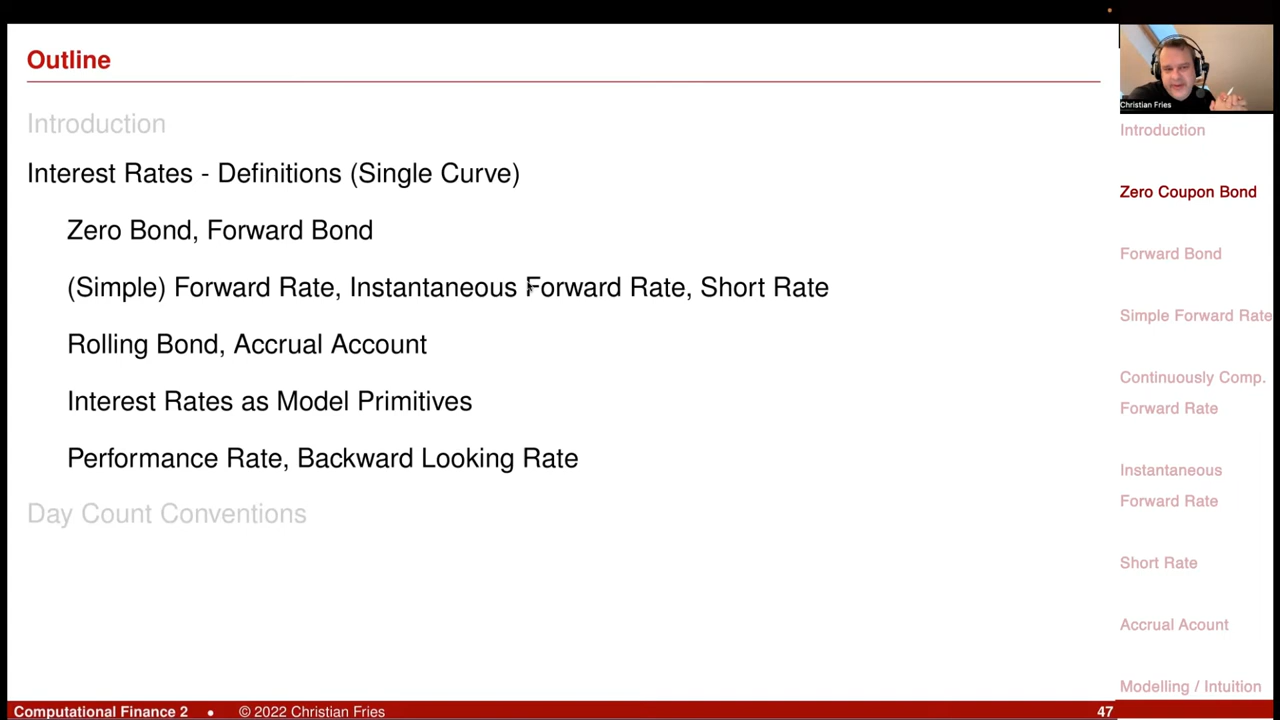 Outline
Introduction
Interest Rates - Definitions (Single Curve)
Zero Bond, Forward Bond
(Simple) Forward Rate, Instantaneous Forward Rate, Short Rate
Rolling Bond, Accrual Account
Interest Rates as Model Primitives
Performance Rate, Backward Looking Rate
Day Count Conventions
Christian Fries
Introduction
Zero Coupon Bond
Forward Bond
Simple Forward Rate
Continuously Comp.
Forward Rate
Instantaneous
Forward Rate
Short Rate
Accrual Acount
Modelling / Intuition
Computational Finance 2 • © 2022 Christian Fries 47